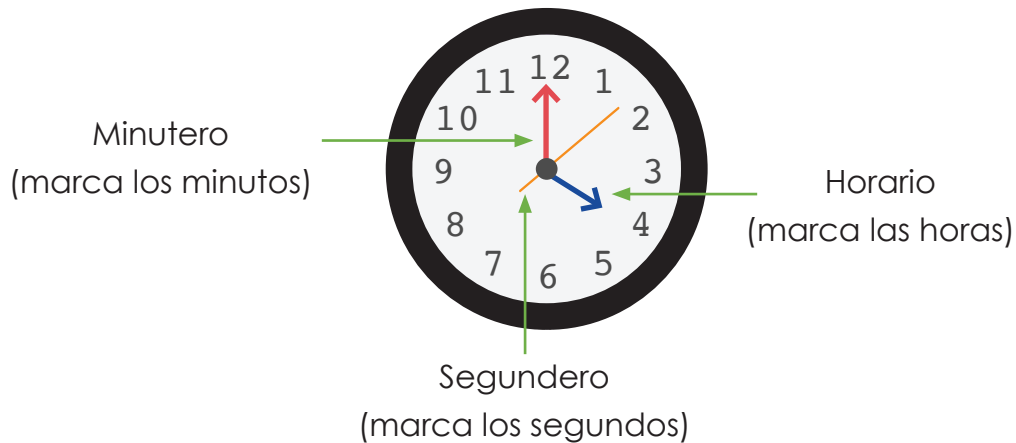 12
11
1
10
2
9
3
8
4
7
5
6
Minutero
(marca los minutos)
Horario
(marca las horas)
Segundero
(marca los segundos)